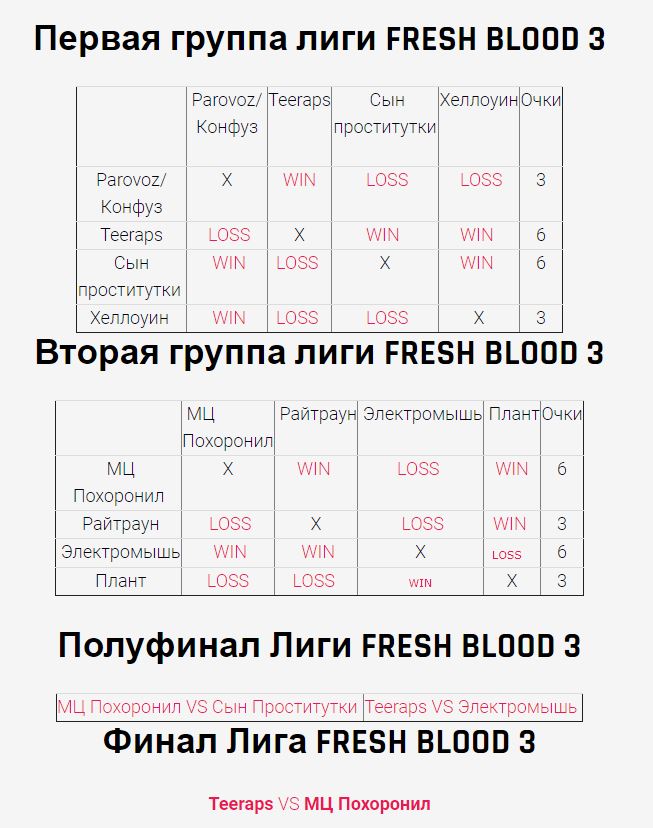 Первая группа лиги FRESH BLOOD 3
Parovoz/ Teeraps Сын Хеллоуин Очки
Конфуз проститутки
Parovoz/ X WIN LOSS LOSS 3
Конфуз
Teeraps LOSS X WIN WIN 6
Сын WIN LOSS X WIN 6
проститутки
Хеллоуин WIN LOSS LOSS X 3
Вторая группа лиги FRESH BLOOD 3
МЦ Райтраун Электромышь Плант Очки
Похоронил
МЦ X WIN LOSS WIN 6
Похоронил
Райтраун LOSS X LOSS WIN 3
Электромышь WIN WIN X LOSS 6
Плант LOSS LOSS WIN X 3
Полуфинал Лиги FRESH BLOOD 3
МЦ Похоронил VS Сын Проститутки Teeraps VS Электромышь
Финал Лига FRESH BLOOD 3
Teeraps VS МЦ Похоронил